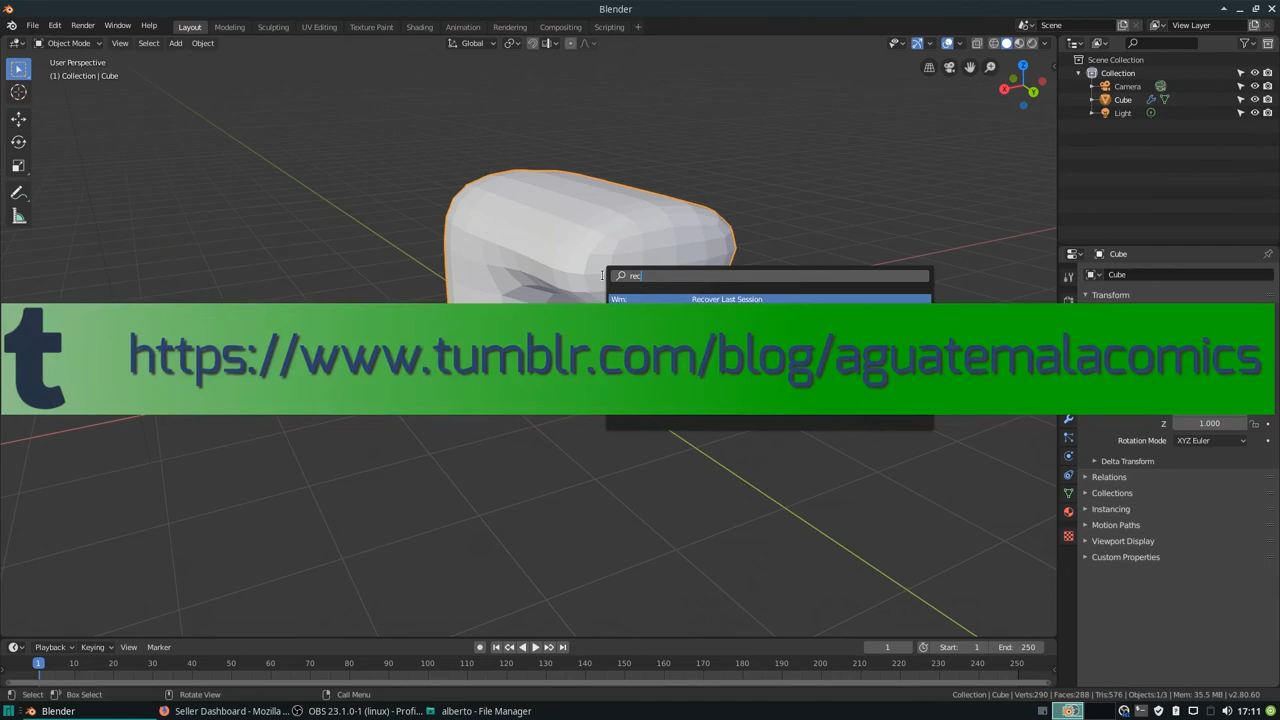 Blender
File Edit Render Window Help Layout Modeling Sculpting UV Editing Texture Paint Shading Animation Rendering Compositing Scripting Scene View Layer
Object Mode View Select Add Object Global
User Perspective
(1) Collection | Cube
Z
X
Y
Scene Collection
Collection
Camera
Cube
Light
Cube
Cube
Transform
rec
Wm: Recover Last Session
t https://www.tumblr.com/blog/aguatemalacomics
Z 1.000
Rotation Mode XYZ Euler
Delta Transform
Relations
Collections
Instancing
Motion Paths
Viewport Display
Custom Properties
Playback Keying View Marker 1 Start: 1 End: 250
1 10 20 30 40 50 60 70 80 90 100 110 120 130 140 150 160 170 180 190 200 210 220 230 240 250
Select Box Select Rotate View Call Menu Collection | Cube | Verts:290 | Faces:288 | Tris:576 | Objects:1/3 | Mem: 35.5 MB | v2.80.60
Blender Seller Dashboard - Mozilla ... OBS 23.1.0-1 (linux) - Profi... alberto - File Manager 17:11